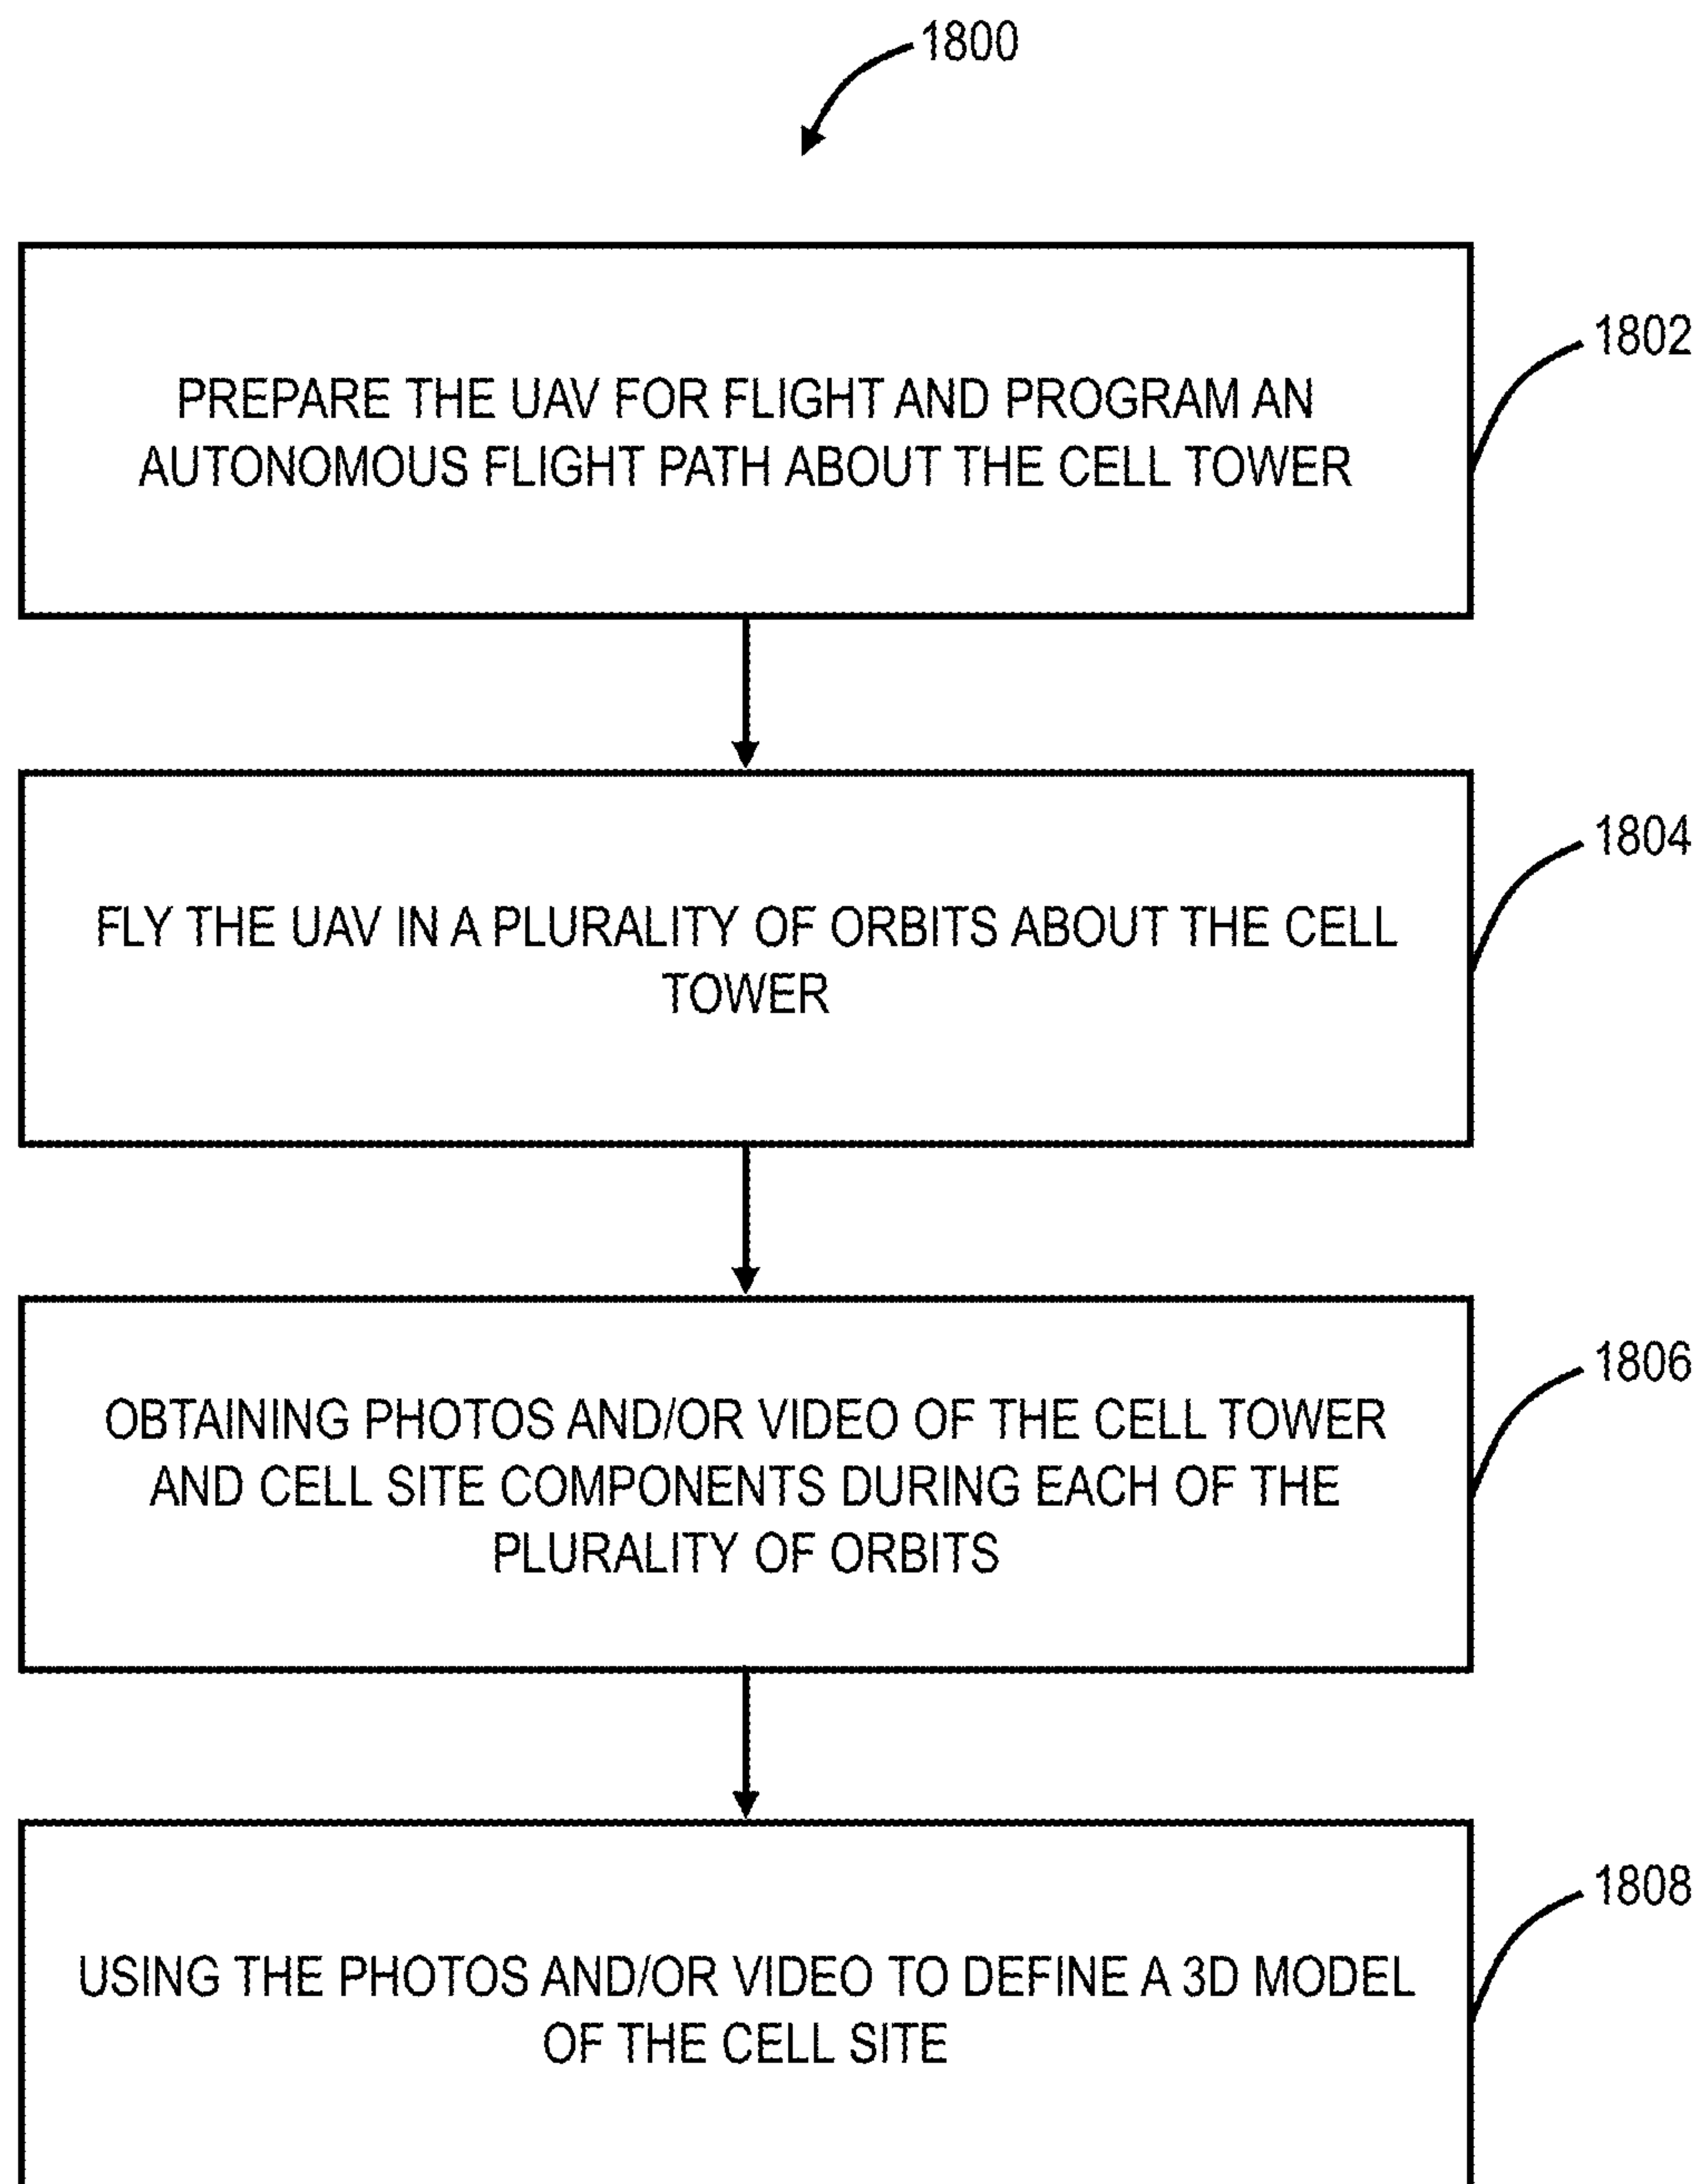 1800
1802
PREPARE THE UAV FOR FLIGHT AND PROGRAM AN
AUTONOMOUS FLIGHT PATH ABOUT THE CELL TOWER
1804
FLY THE UAV IN A PLURALITY OF ORBITS ABOUT THE CELL
TOWER
1806
OBTAINING PHOTOS AND/OR VIDEO OF THE CELL TOWER
AND CELL SITE COMPONENTS DURING EACH OF THE
PLURALITY OF ORBITS
1808
USING THE PHOTOS AND/OR VIDEO TO DEFINE A 3D MODEL
OF THE CELL SITE